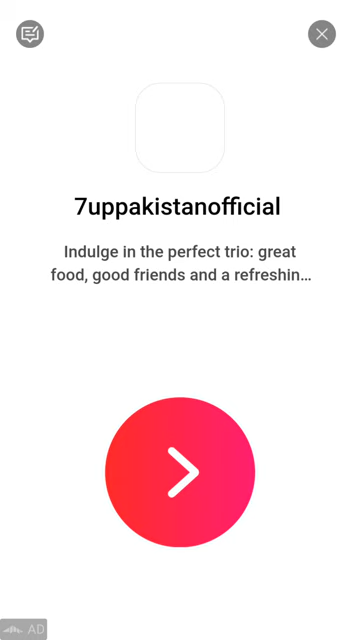 7uppakistanofficial
Indulge in the perfect trio: great
food, good friends and a refreshin...
AD